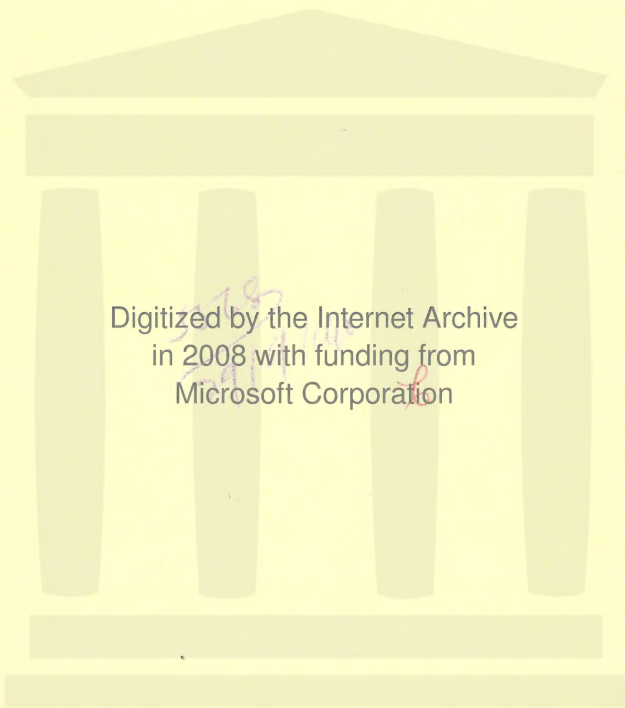 Digitized by the Internet Archive
in 2008 with funding from
Microsoft Corporation